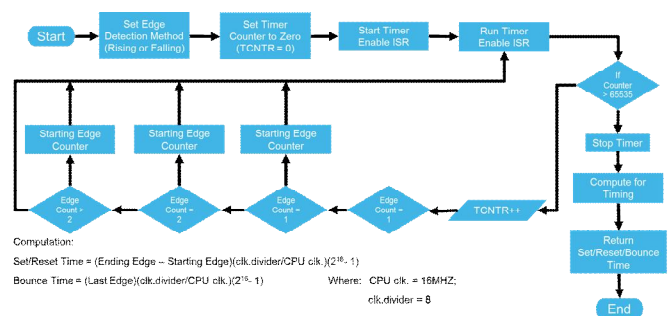 Start
Set Edge
Detection Method
(Rising or Falling)
Set Timer
Counter to Zero
(TCNTR = 0)
Start Timer
Enable ISR
Run Timer
Enable ISR
If
Counter
> 65535
Stop Timer
Compute for
Timing
Return
Set/Reset/Bounce
Time
End
TCNTR++
Edge
Count =
1
Edge
Count =
1
Edge
Count =
2
Edge
Count
2
Starting Edge
Counter
Starting Edge
Counter
Starting Edge
Counter
Computation:
Set/Reset Time = (Ending Edge – Starting Edge)(clk.divider/CPU clk.)(2¹⁶- 1)
Bounce Time = (Last Edge)(clk.divider/CPU clk.)(2¹⁶- 1)
Where: CPU clk. = 16MHZ;
clk.divider = 8